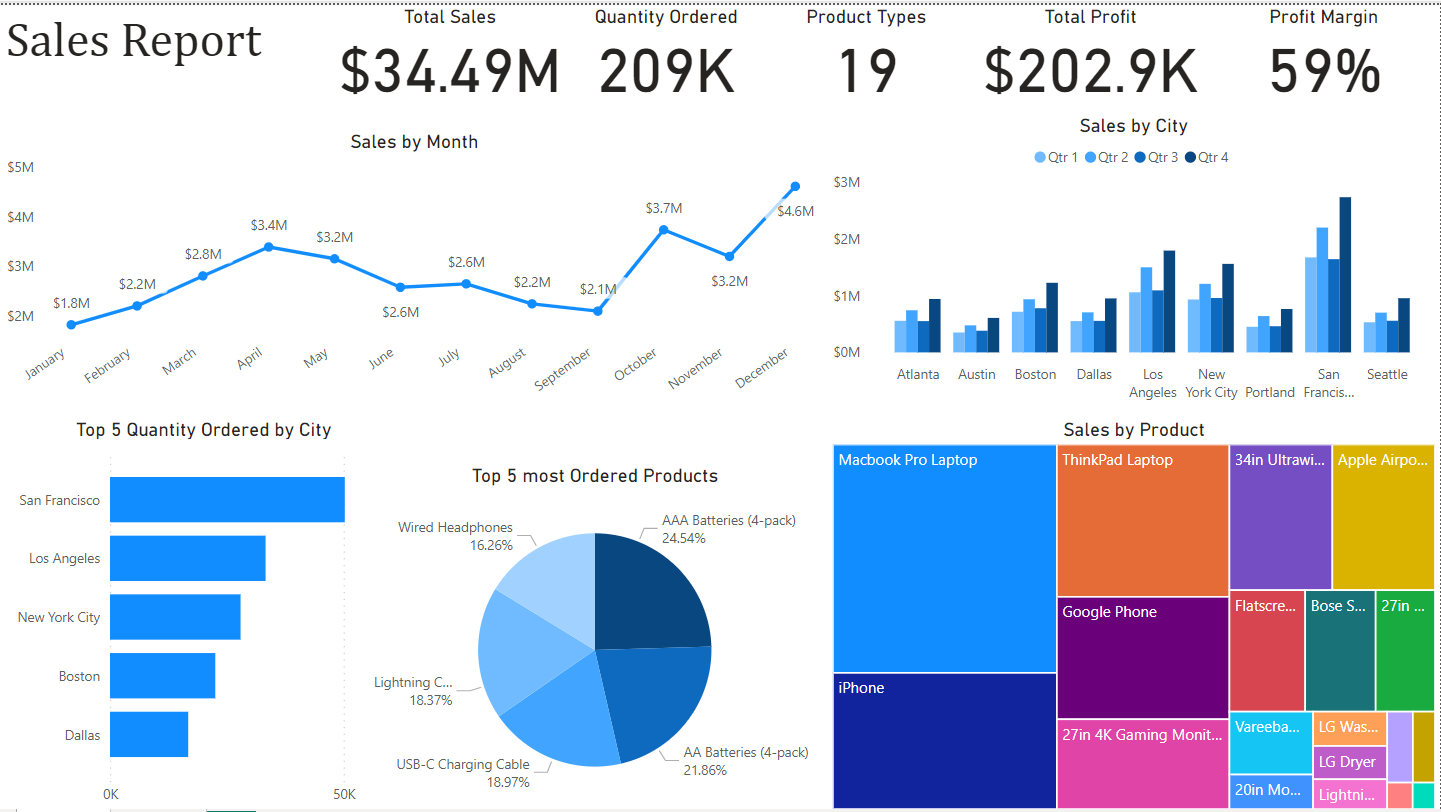 Sales Report
Total Sales
$34.49M
Quantity Ordered
209K
Product Types
19
Total Profit
$202.9K
Profit Margin
59%
Sales by Month
$5M
$4M
$3M
$2M
$1.8M
$2.2M
$2.8M
$3.4M
$3.2M
$2.6M
$2.6M
$2.2M
$2.1M
$3.7M
$3.2M
$4.6M
January
February
March
April
May
June
July
August
September
October
November
December
Sales by City
Qtr 1
Qtr 2
Qtr 3
Qtr 4
$3M
$2M
$1M
$0M
Atlanta
Austin
Boston
Dallas
Los
Angeles
New
York City
Portland
San
Francis...
Seattle
Top 5 Quantity Ordered by City
San Francisco
Los Angeles
New York City
Boston
Dallas
0K
50K
Top 5 most Ordered Products
Wired Headphones
16.26%
AAA Batteries (4-pack)
24.54%
Lightning C...
18.37%
USB-C Charging Cable
18.97%
AA Batteries (4-pack)
21.86%
Sales by Product
Macbook Pro Laptop
iPhone
ThinkPad Laptop
Google Phone
27in 4K Gaming Monit...
34in Ultrawi...
Apple Airpo...
Flatscre...
Bose S...
27in ...
Vareeba...
20in Mo...
LG Was...
LG Dryer
Lightni...